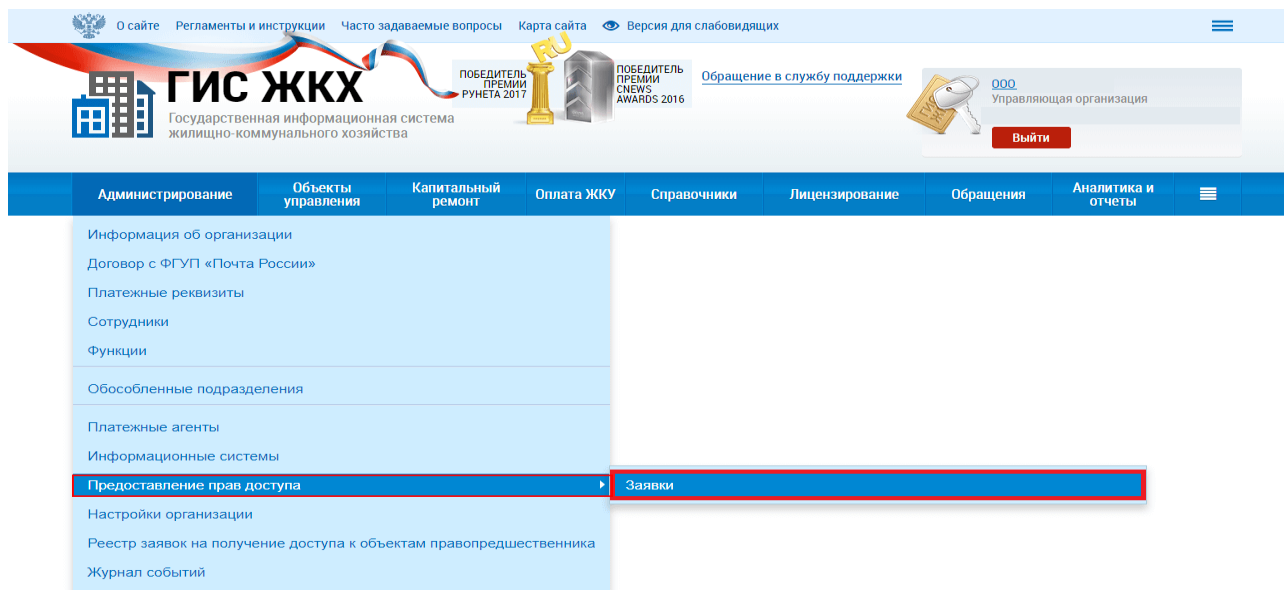 О сайте Регламенты и инструкции Часто задаваемые вопросы Карта сайта Версия для слабовидящих
ГИС ЖКХ
Государственная информационная система
жилищно-коммунального хозяйства
ПОБЕДИТЕЛЬ
ПРЕМИИ
РУНЕТА 2017
RU
ПОБЕДИТЕЛЬ
ПРЕМИИ
CNEWS
AWARDS 2016
Обращение в службу поддержки
ООО
Управляющая организация
Выйти
Администрирование
Объекты
управления
Капитальный
ремонт
Оплата ЖКУ
Справочники
Лицензирование
Обращения
Аналитика и
отчеты
Информация об организации
Договор с ФГУП «Почта России»
Платежные реквизиты
Сотрудники
Функции
Обособленные подразделения
Платежные агенты
Информационные системы
Предоставление прав доступа
Заявки
Настройки организации
Реестр заявок на получение доступа к объектам правопредшественника
Журнал событий